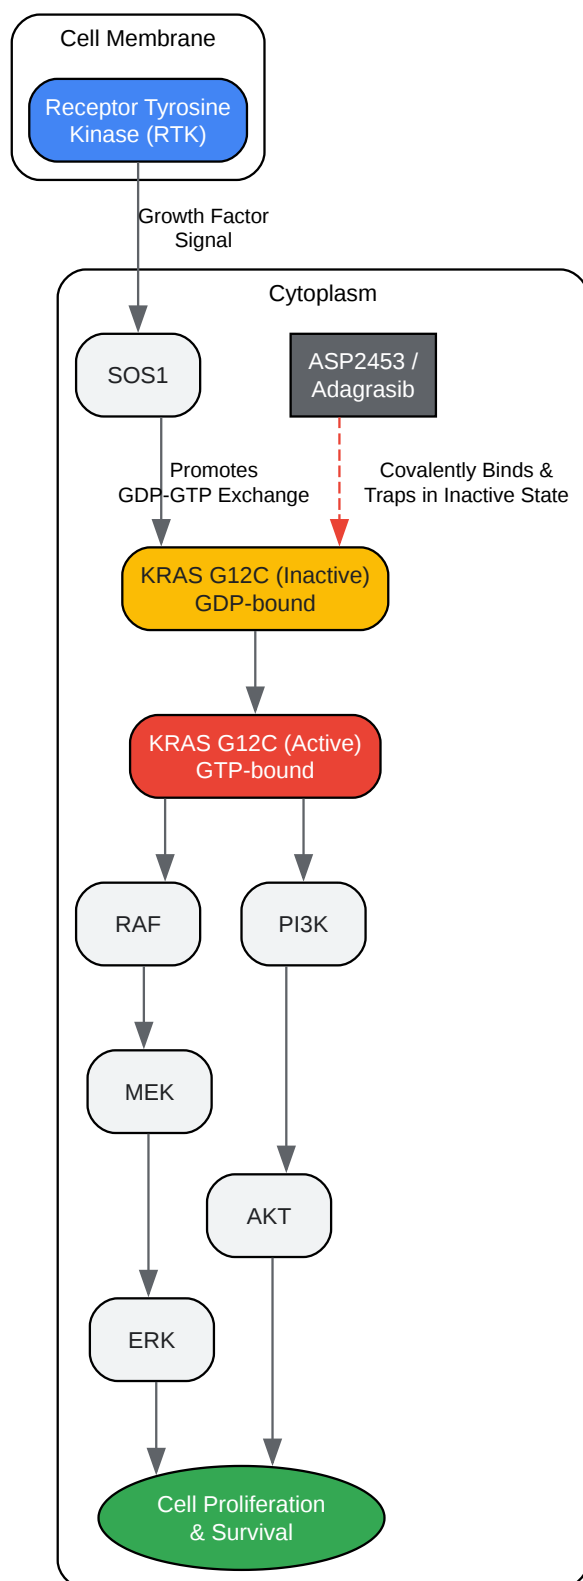 Cell Membrane
Receptor Tyrosine
Kinase (RTK)
Growth Factor
Signal
Cytoplasm
SOS1
ASP2453 /
Adagrasib
Promotes
GDP-GTP Exchange
Covalently Binds &
Traps in Inactive State
KRAS G12C (Inactive)
GDP-bound
KRAS G12C (Active)
GTP-bound
RAF
PI3K
MEK
AKT
ERK
Cell Proliferation
& Survival